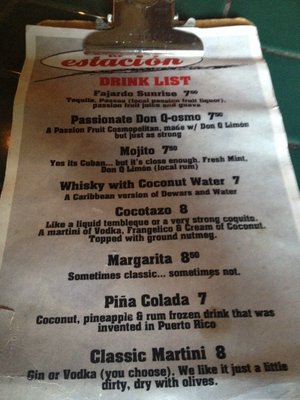 estación
DRINK LIST
Fajardo Sunrise 7⁵⁰
Tequila, Passoa (local passion fruit liquor),
passion fruit juice and guava
Passionate Don Q-osmo 7⁵⁰
A Passion Fruit Cosmopolitan, made w/ Don Q Limón
but just as strong
Mojito 7⁵⁰
Yes its Cuban... but it's close enough. Fresh Mint,
Don Q Limón (local rum)
Whisky with Coconut Water 7
A Caribbean version of Dewars and Water
Cocotazo 8
Like a liquid tembleque or a very strong coquito.
A martini of Vodka, Frangelico & Cream of Coconut.
Topped with ground nutmeg.
Margarita 8⁵⁰
Sometimes classic... sometimes not.
Piña Colada 7
Coconut, pineapple & rum frozen drink that was
invented in Puerto Rico
Classic Martini 8
Gin or Vodka (you choose). We like it just a little
dirty, dry with olives.